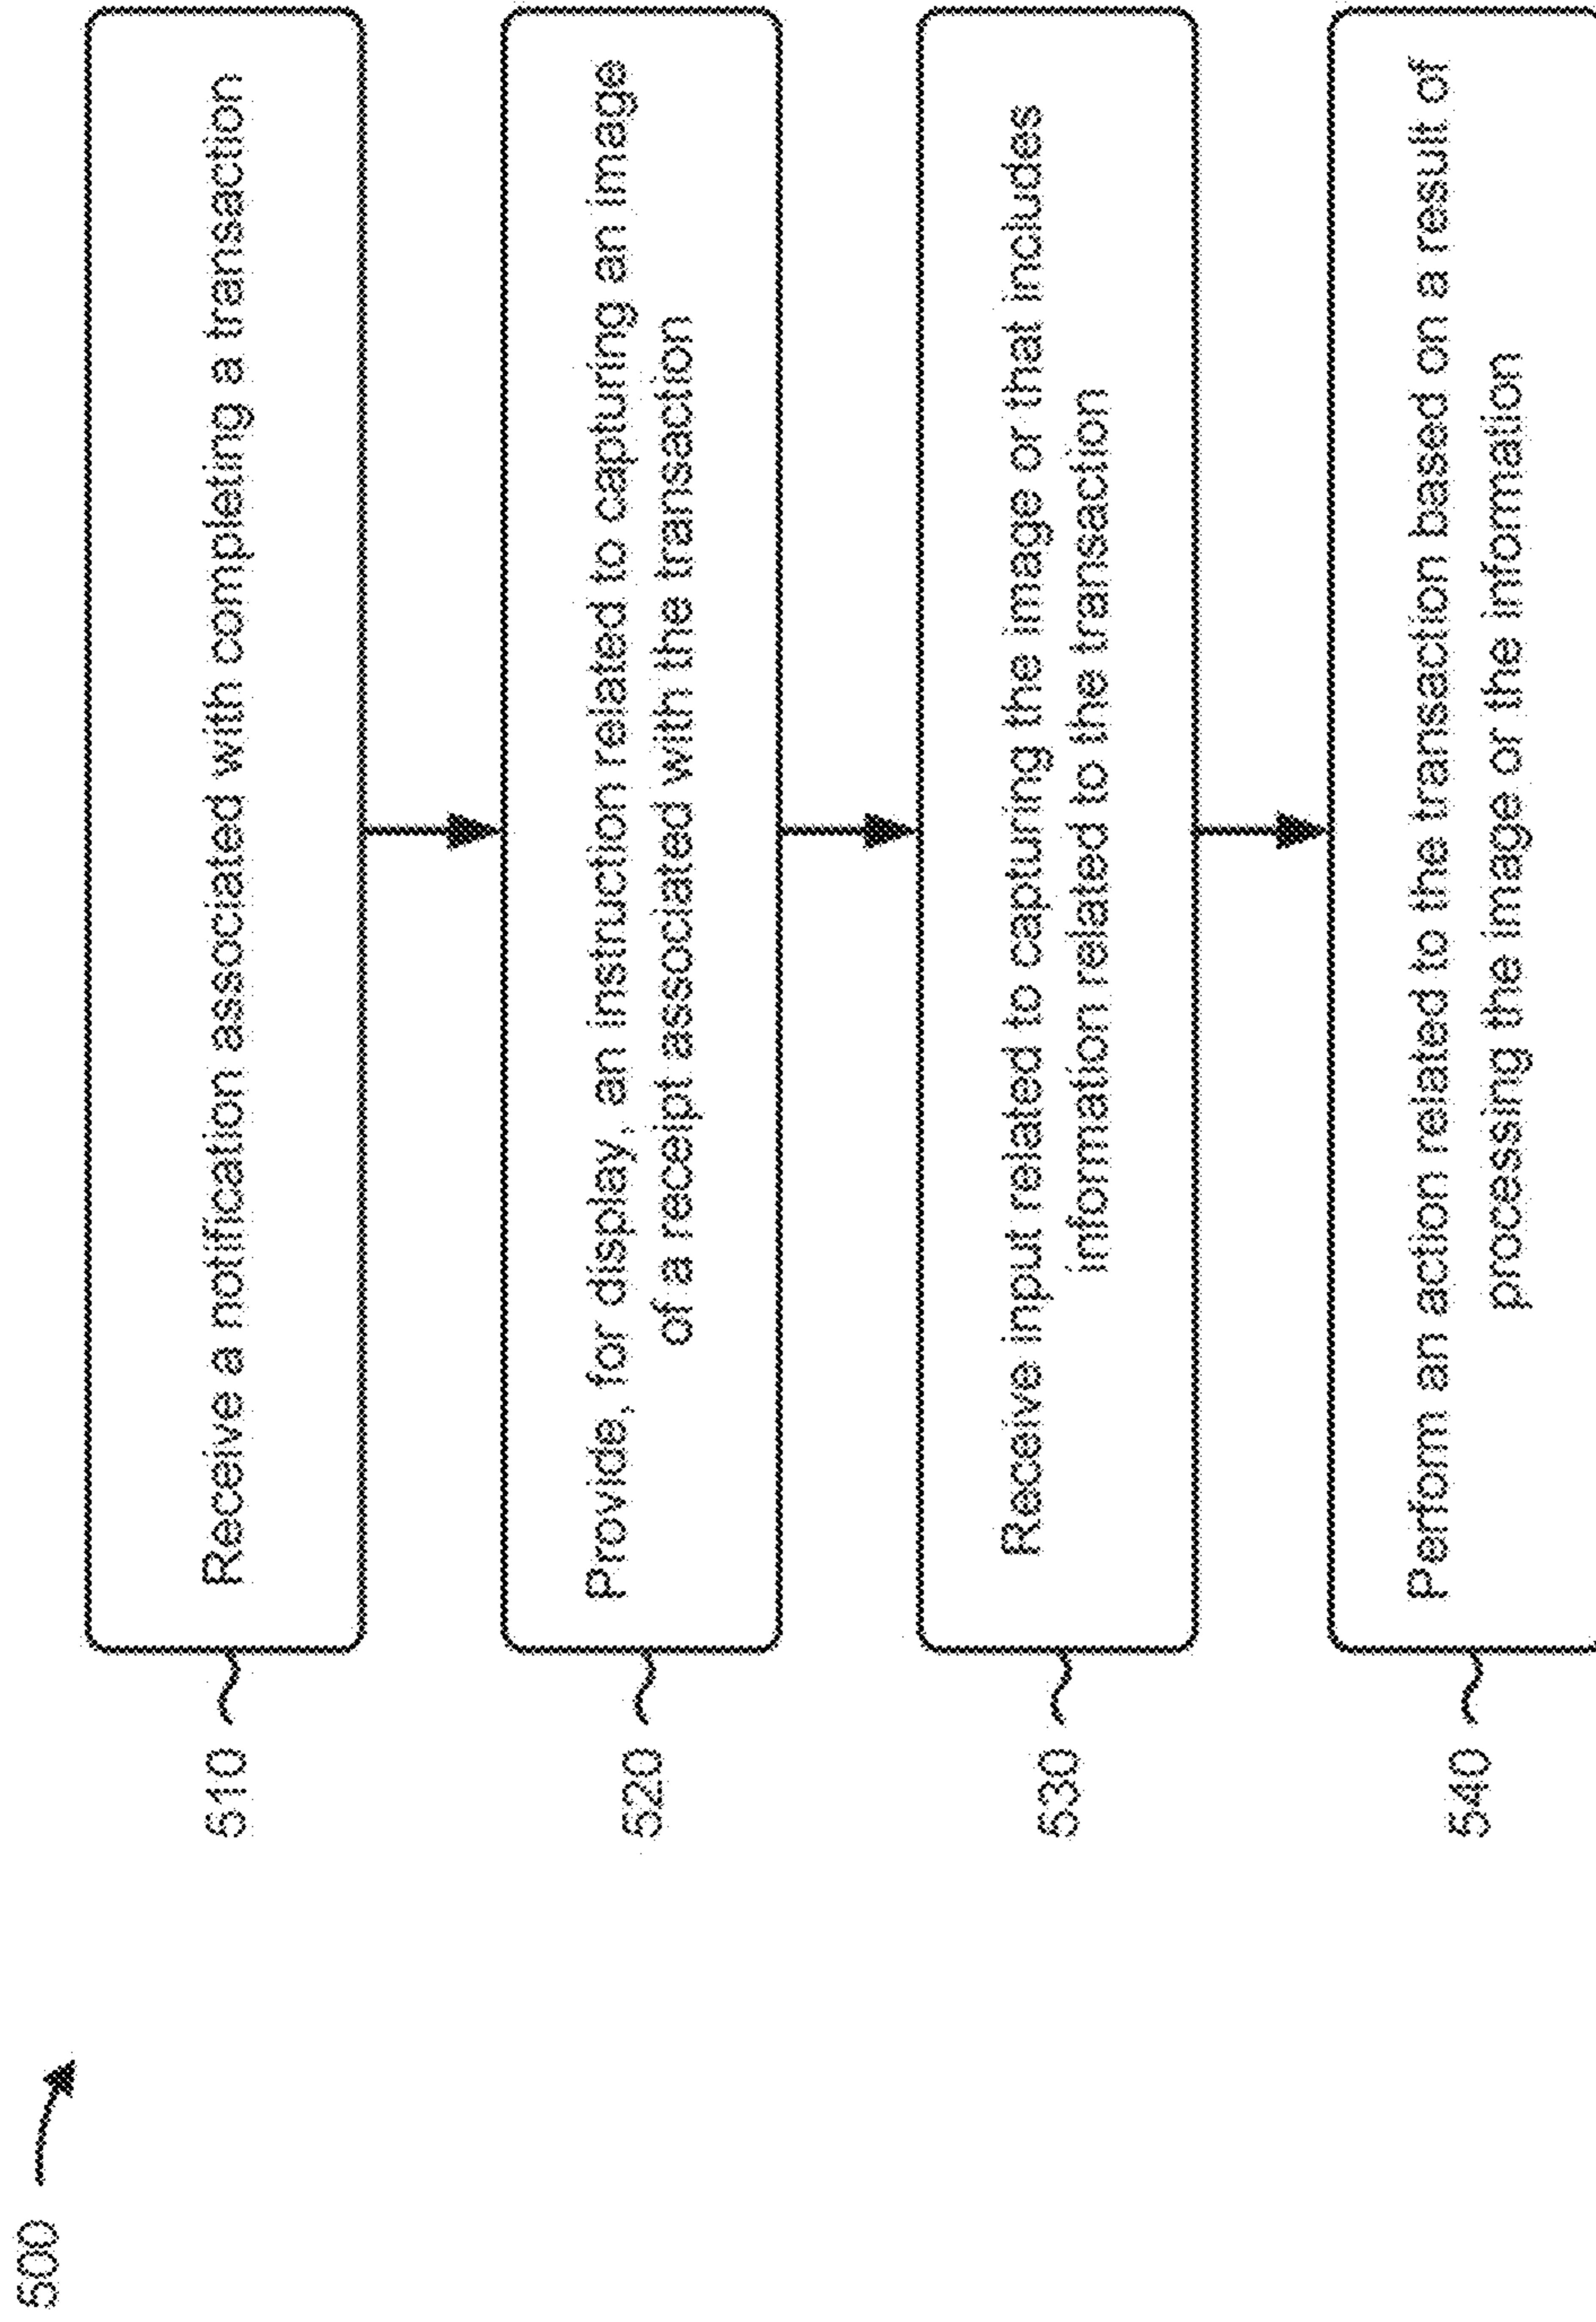 500
510
Receive a notification associated with completing a transaction
520
Provide, for display, an instruction related to capturing an image
of a receipt associated with the transaction
530
Receive input related to capturing the image or that includes
information related to the transaction
540
Perform an action related to the transaction based on a result of
processing the image or the information